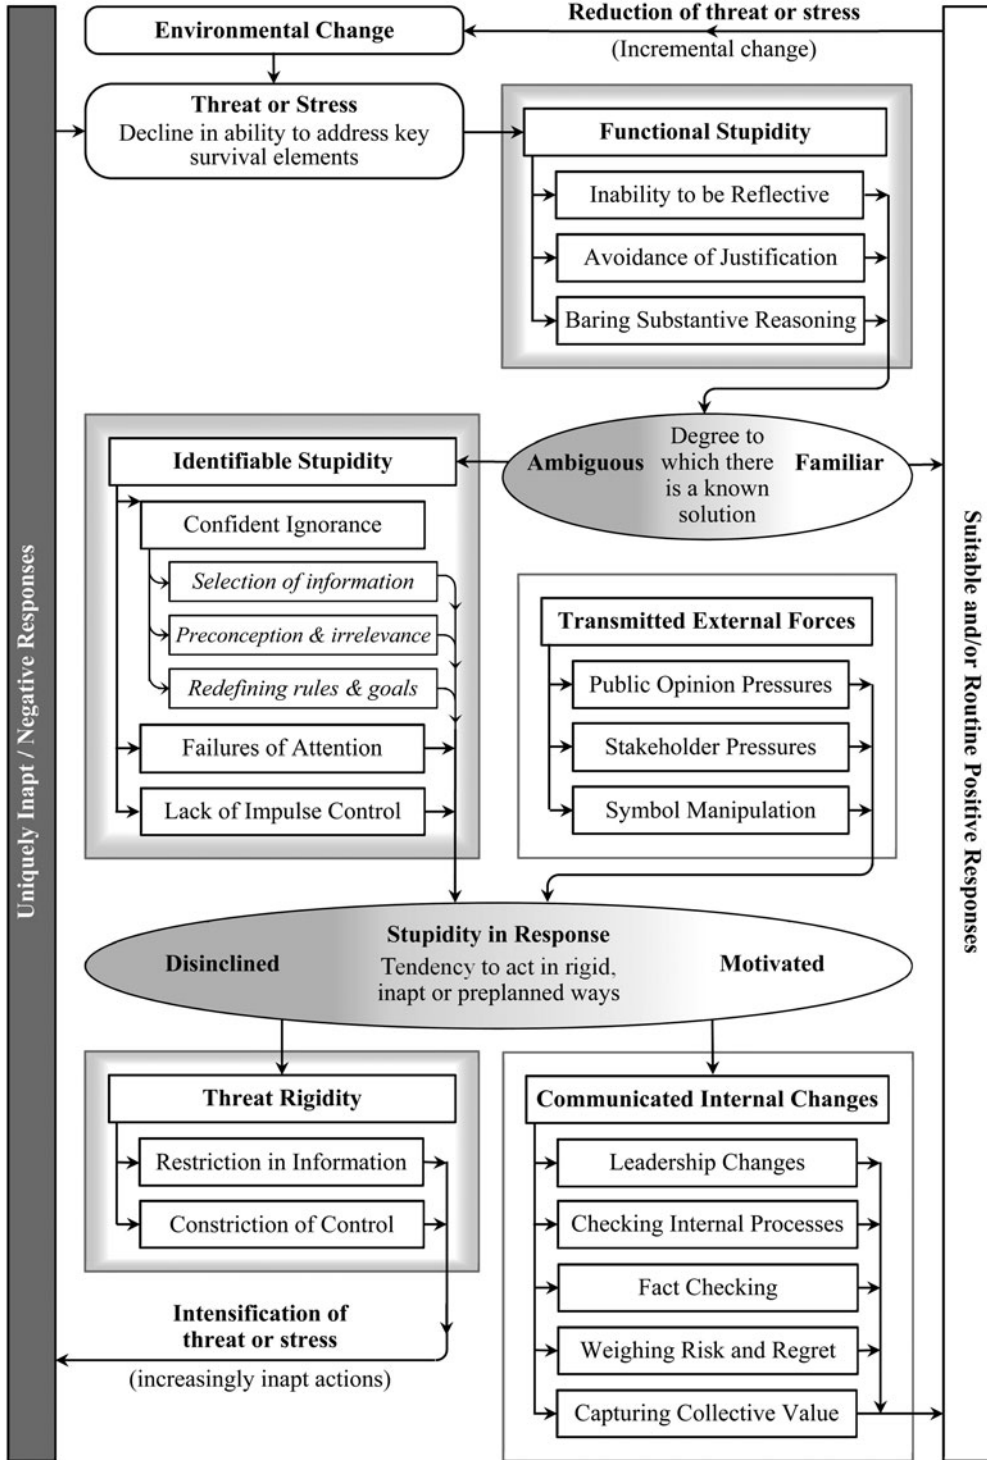 Environmental Change
Reduction of threat or stress
(Incremental change)
Threat or Stress
Decline in ability to address key
survival elements
Functional Stupidity
Inability to be Reflective
Avoidance of Justification
Baring Substantive Reasoning
Ambiguous
Degree to
which there
is a known
solution
Familiar
Identifiable Stupidity
Confident Ignorance
Selection of information
Preconception & irrelevance
Redefining rules & goals
Failures of Attention
Lack of Impulse Control
Transmitted External Forces
Public Opinion Pressures
Stakeholder Pressures
Symbol Manipulation
Stupidity in Response
Disinclined
Tendency to act in rigid,
inapt or preplanned ways
Motivated
Threat Rigidity
Restriction in Information
Constriction of Control
Intensification of
threat or stress
(increasingly inapt actions)
Communicated Internal Changes
Leadership Changes
Checking Internal Processes
Fact Checking
Weighing Risk and Regret
Capturing Collective Value
Uniquely Inapt / Negative Responses
Suitable and/or Routine Positive Responses